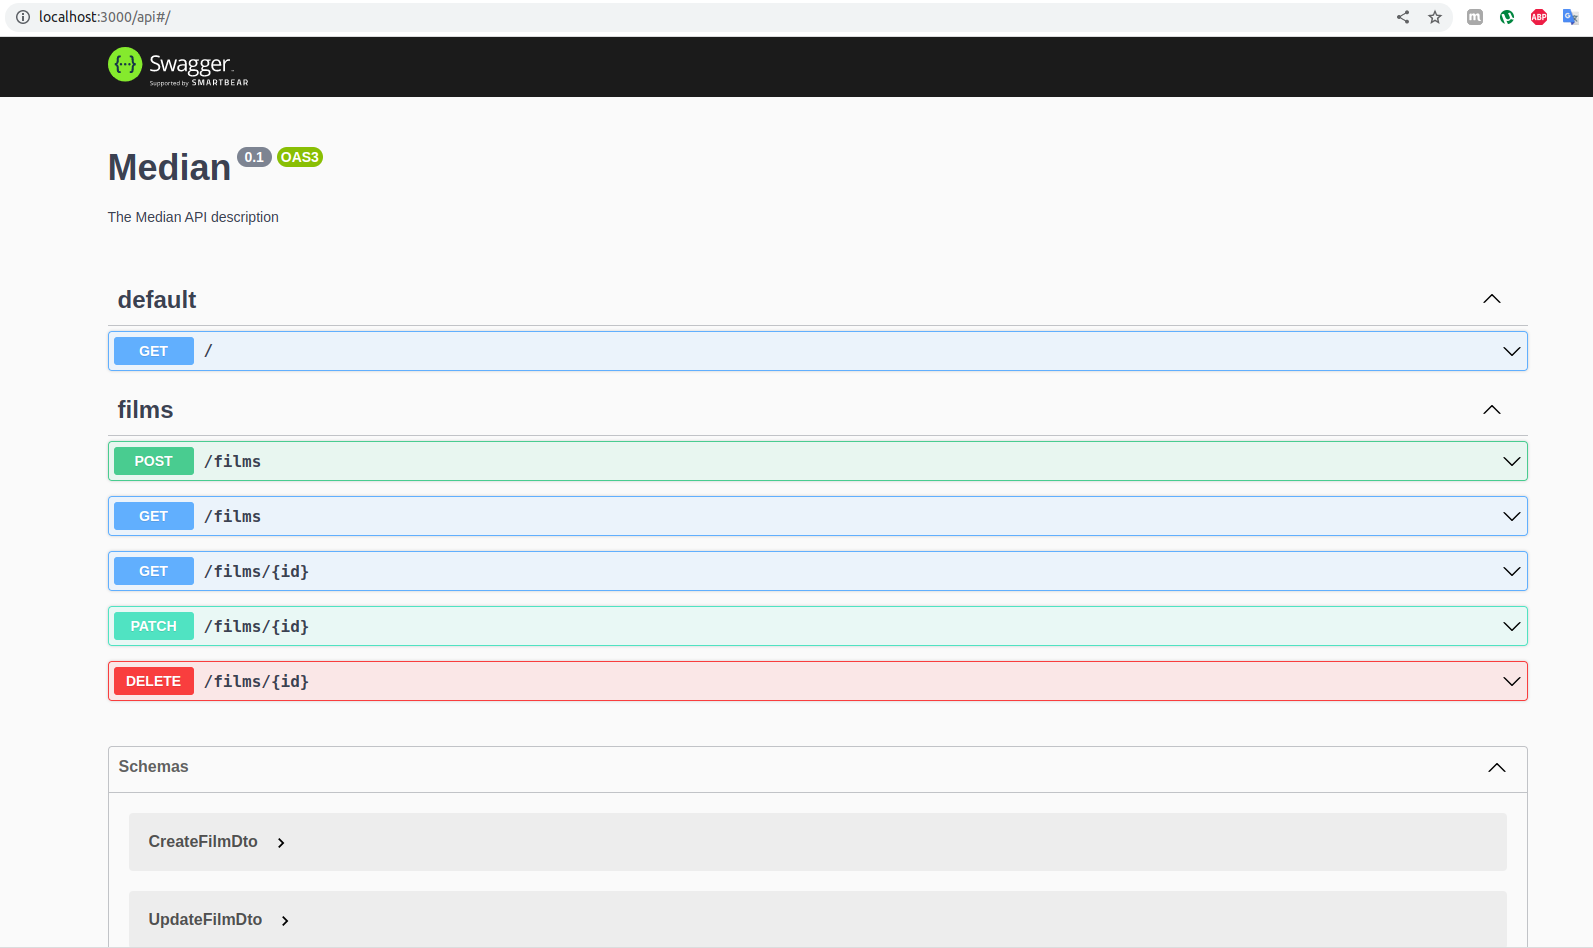 localhost:3000/api#/
m
ABP
G
{···} Swagger
Supported by SMARTBEAR
Median 0.1 OAS3
The Median API description
default
GET /
films
POST /films
GET /films
GET /films/{id}
PATCH /films/{id}
DELETE /films/{id}
Schemas
CreateFilmDto
UpdateFilmDto